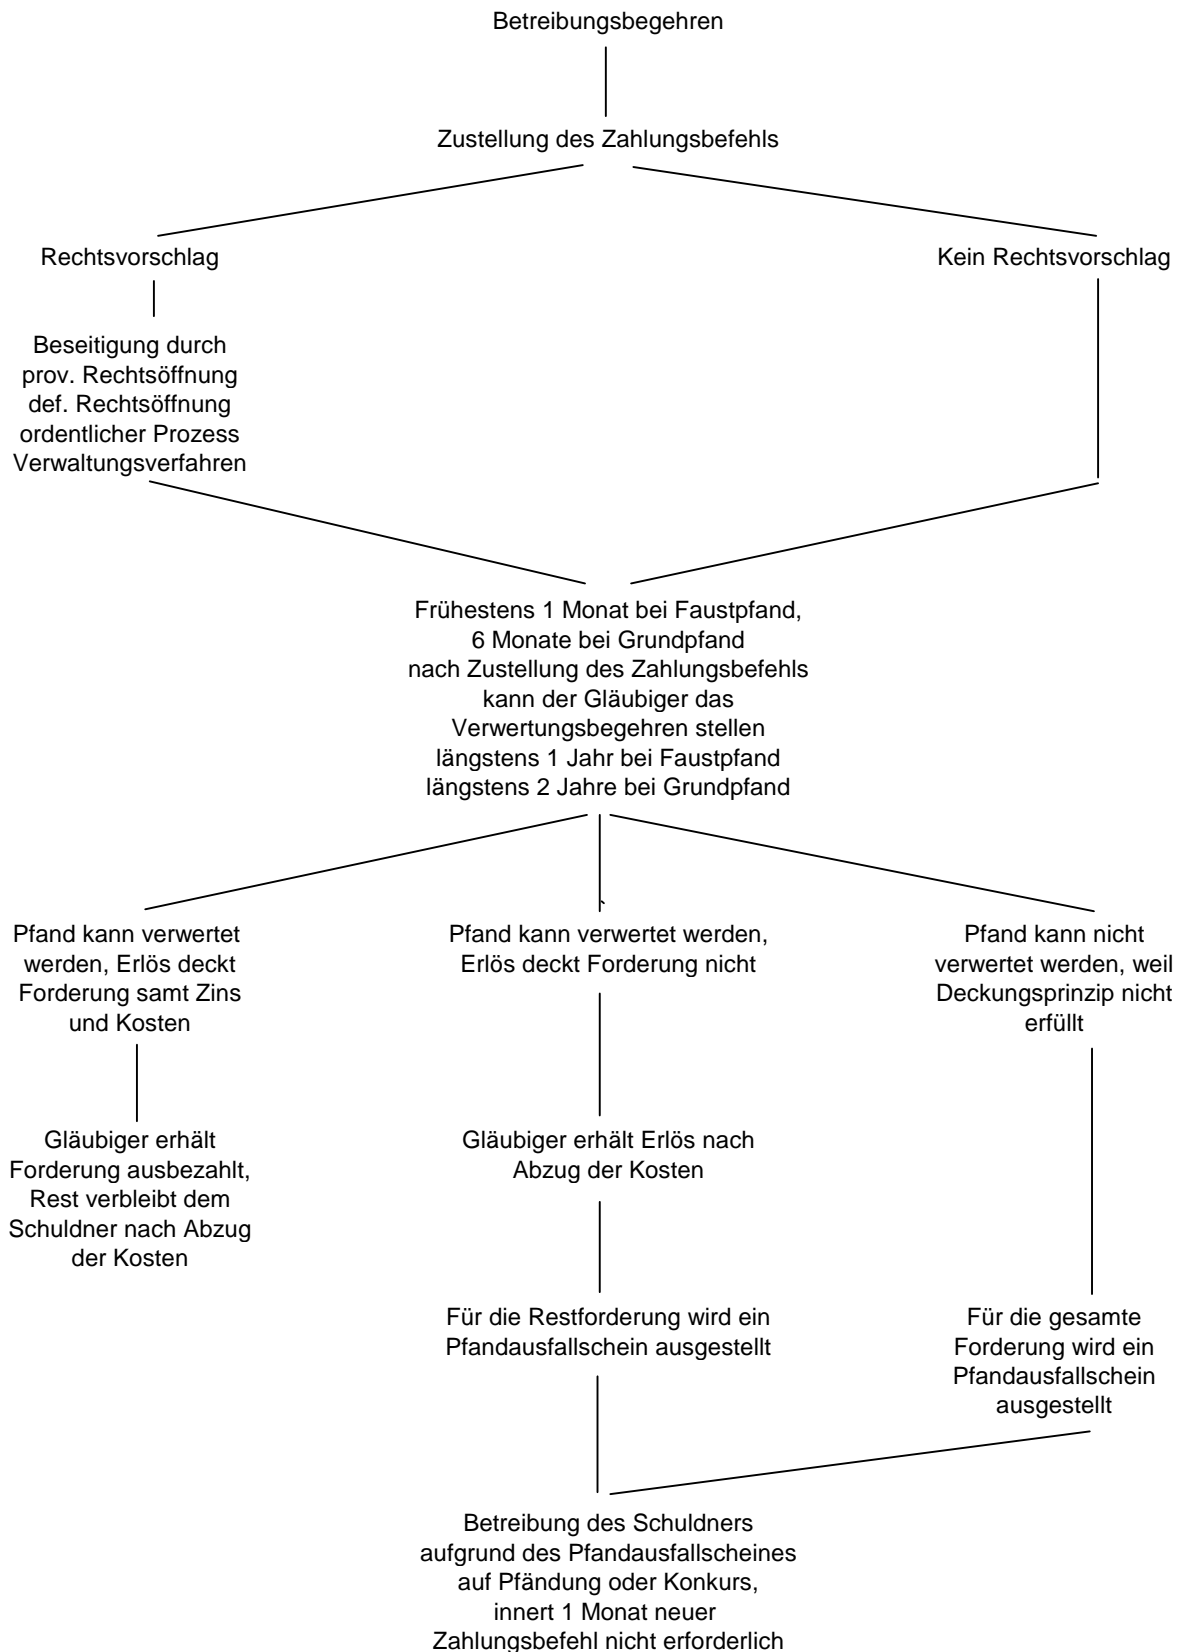 Betreibungsbegehren
Zustellung des Zahlungsbefehls
Rechtsvorschlag
Kein Rechtsvorschlag
Beseitigung durch
prov. Rechtsöffnung
def. Rechtsöffnung
ordentlicher Prozess
Verwaltungsverfahren
Frühestens 1 Monat bei Faustpfand,
6 Monate bei Grundpfand
nach Zustellung des Zahlungsbefehls
kann der Gläubiger das
Verwertungsbegehren stellen
längstens 1 Jahr bei Faustpfand
längstens 2 Jahre bei Grundpfand
Pfand kann verwertet
werden, Erlös deckt
Forderung samt Zins
und Kosten
Pfand kann verwertet werden,
Erlös deckt Forderung nicht
Pfand kann nicht
verwertet werden, weil
Deckungsprinzip nicht
erfüllt
Gläubiger erhält
Forderung ausbezahlt,
Rest verbleibt dem
Schuldner nach Abzug
der Kosten
Gläubiger erhält Erlös nach
Abzug der Kosten
Für die Restforderung wird ein
Pfandausfallschein ausgestellt
Für die gesamte
Forderung wird ein
Pfandausfallschein
ausgestellt
Betreibung des Schuldners
aufgrund des Pfandausfallscheines
auf Pfändung oder Konkurs,
innert 1 Monat neuer
Zahlungsbefehl nicht erforderlich